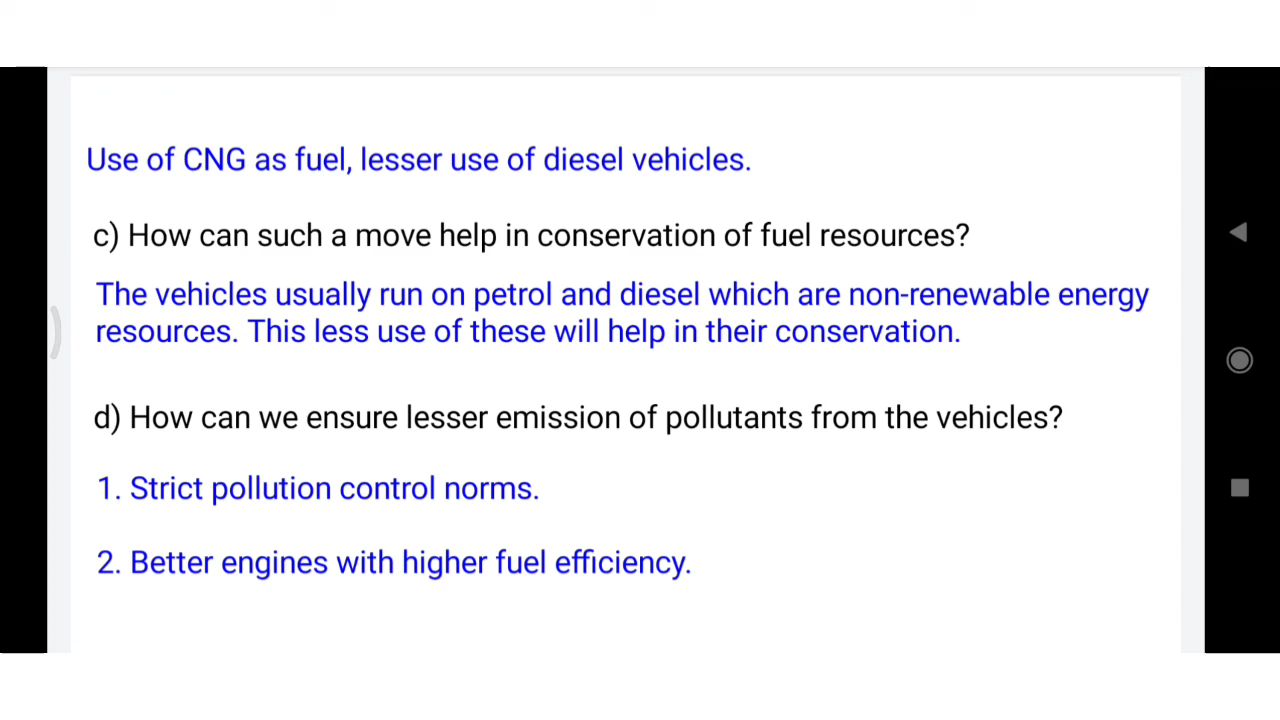 Use of CNG as fuel, lesser use of diesel vehicles.
c) How can such a move help in conservation of fuel resources?
The vehicles usually run on petrol and diesel which are non-renewable energy
resources. This less use of these will help in their conservation.
d) How can we ensure lesser emission of pollutants from the vehicles?
1. Strict pollution control norms.
2. Better engines with higher fuel efficiency.